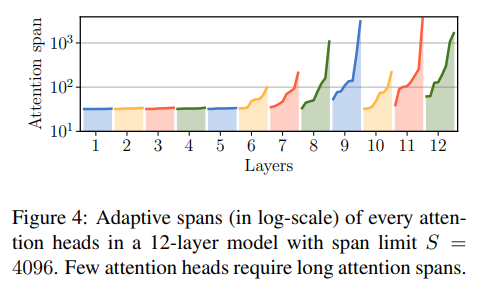 Attention span
10³
10²
10¹
1 2 3 4 5 6 7 8 9 10 11 12
Layers
Figure 4: Adaptive spans (in log-scale) of every atten-
tion heads in a 12-layer model with span limit S =
4096. Few attention heads require long attention spans.